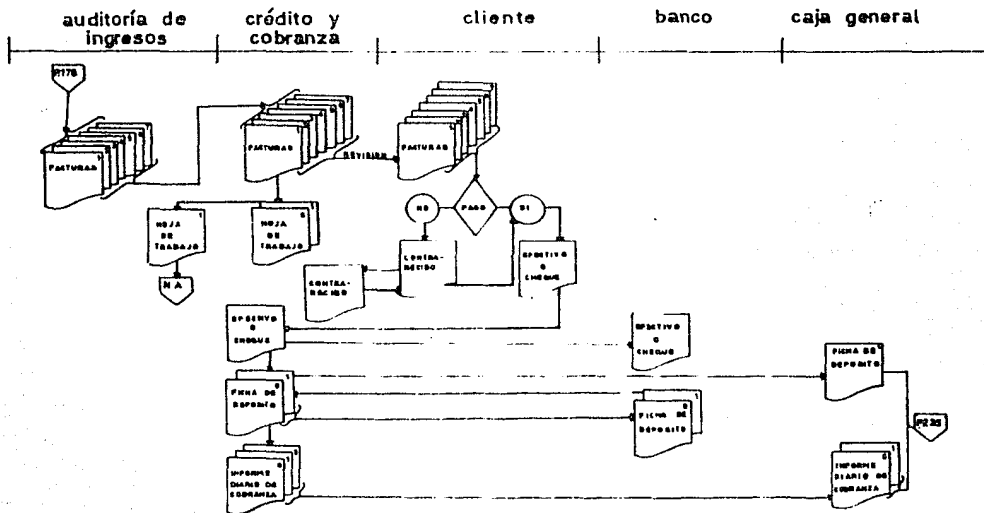 auditoría de
ingresos
crédito y
cobranza
cliente
banco
caja general
FACTURAS
FACTURAS
REVISION
FACTURAS
NO
PAGO
SI
HOJA
DE
TRABAJO
HOJA
DE
TRABAJO
NA
CONTRA-
RECIBO
CONTRA-
RECIBO
EFECTIVO
O
CHEQUE
EFECTIVO
O
CHEQUE
EFECTIVO
O
CHEQUE
FICHA DE
DEPOSITO
FICHA DE
DEPOSITO
FICHA DE
DEPOSITO
INFORME
DIARIO DE
COBRANZA
INFORME
DIARIO DE
COBRANZA